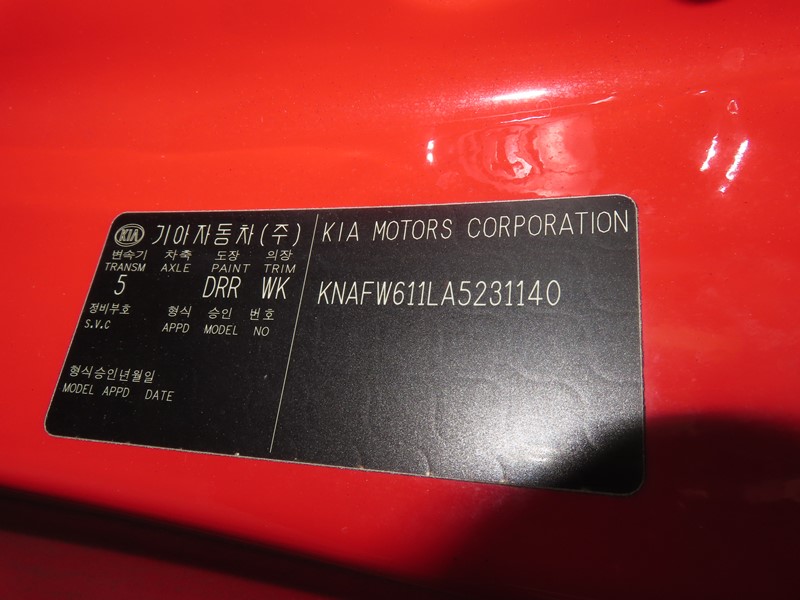 KIA 기아자동차(주) KIA MOTORS CORPORATION
변속기 차축 도장 의장
TRANSM AXLE PAINT TRIM
5 DRR WK
KNAFW611LA5231140
정비부호 형식 승인 번호
S.V.C APPD MODEL NO
형식승인년월일
MODEL APPD DATE